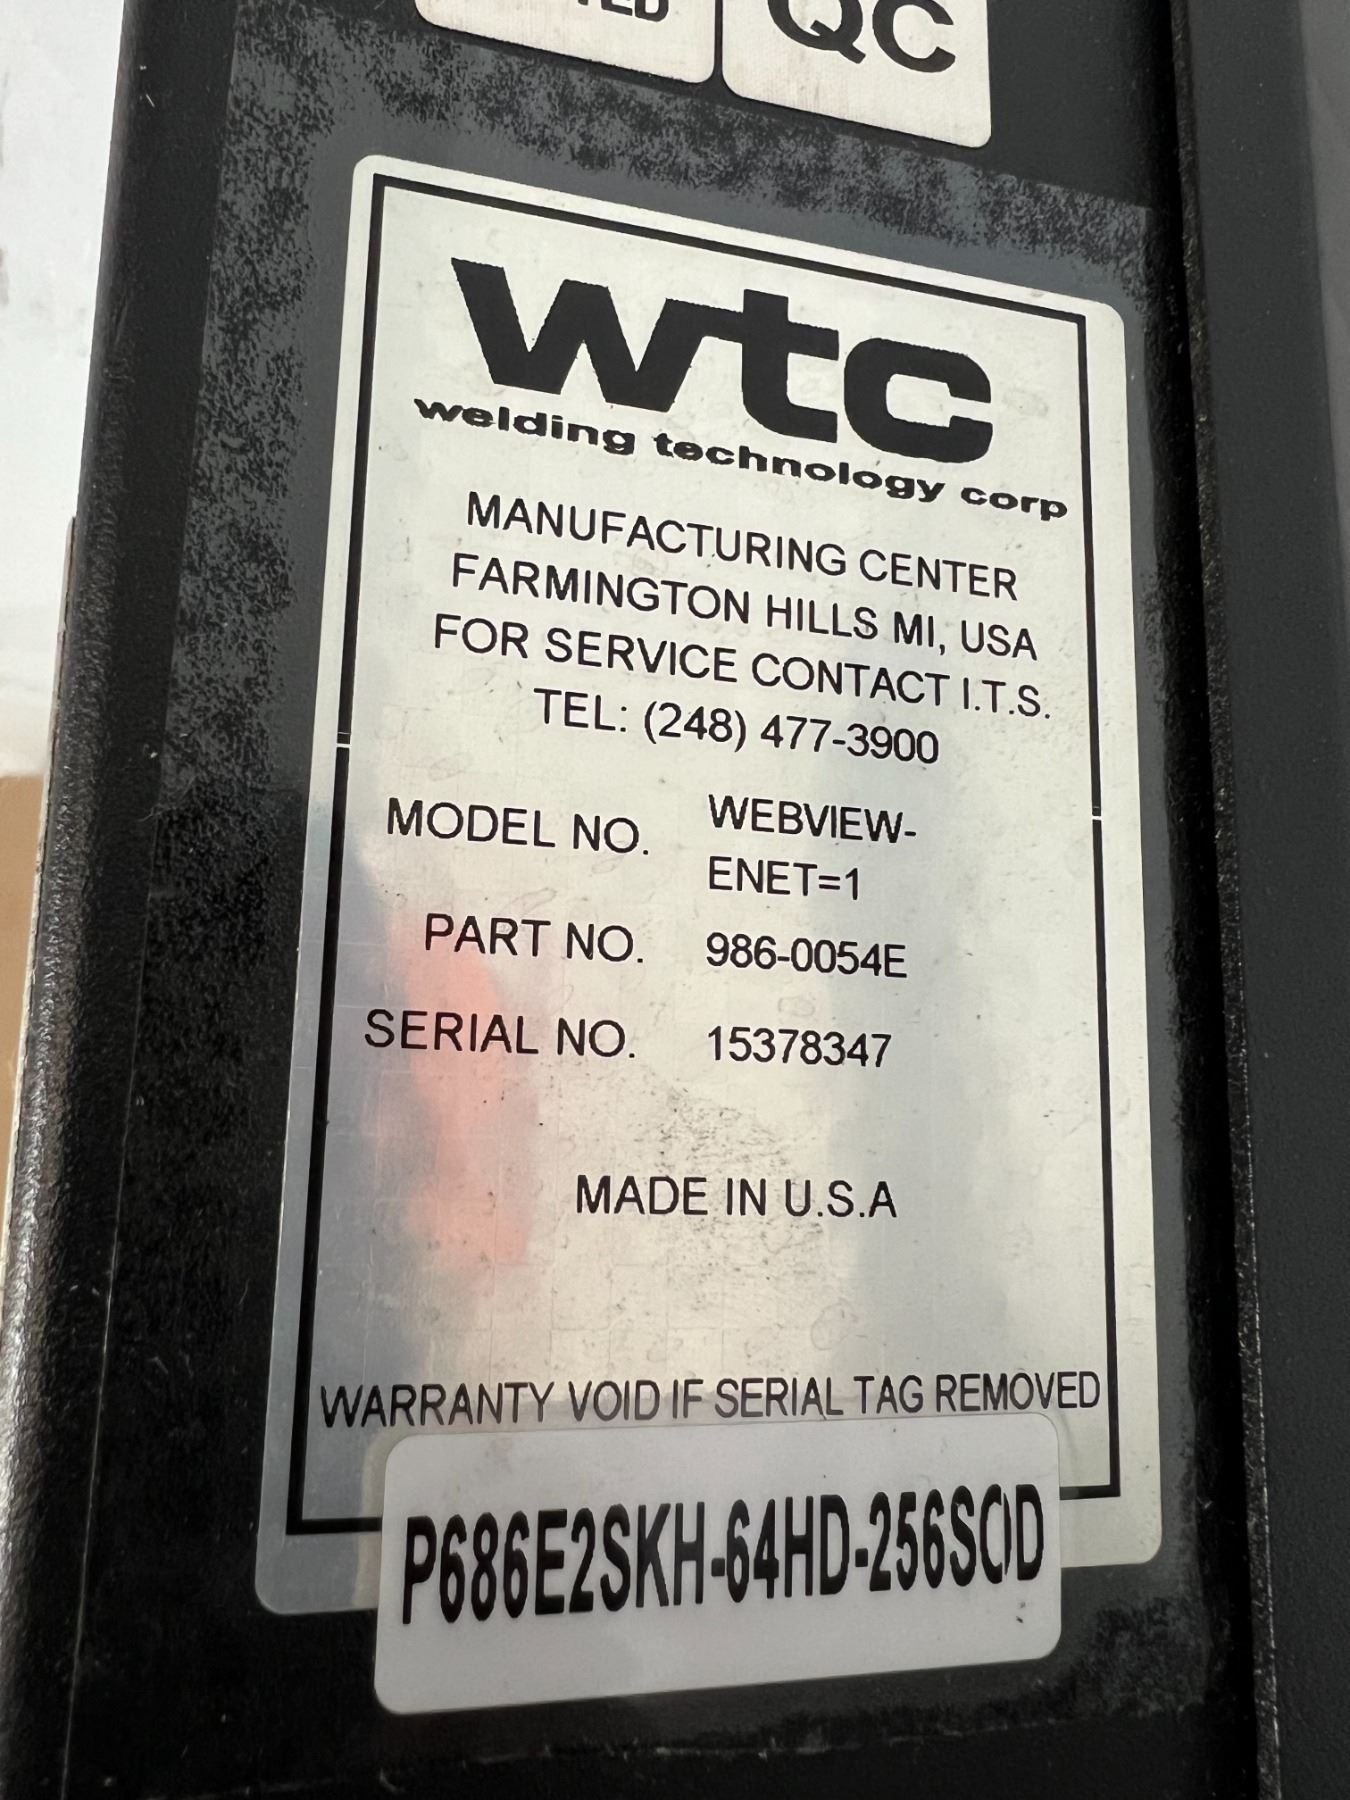 QC
wtc
welding technology corp
MANUFACTURING CENTER
FARMINGTON HILLS MI, USA
FOR SERVICE CONTACT I.T.S.
TEL: (248) 477-3900
MODEL NO. WEBVIEW-
ENET=1
PART NO. 986-0054E
SERIAL NO. 15378347
MADE IN U.S.A
WARRANTY VOID IF SERIAL TAG REMOVED
P686E2SKH-64HD-256SOD